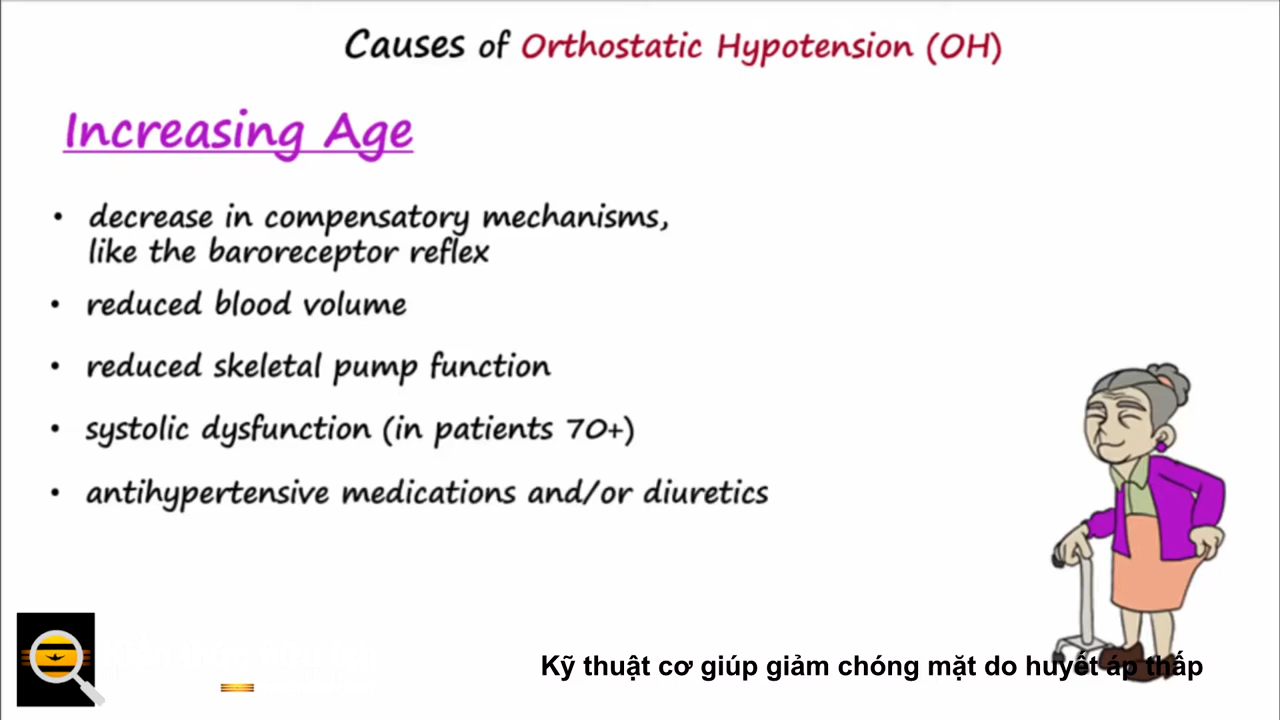 Causes of Orthostatic Hypotension (OH)
Increasing Age
• decrease in compensatory mechanisms,
like the baroreceptor reflex
• reduced blood volume
• reduced skeletal pump function
• systolic dysfunction (in patients 70+)
• antihypertensive medications and/or diuretics
Kỹ thuật cơ giúp giảm chóng mặt do huyết áp thấp